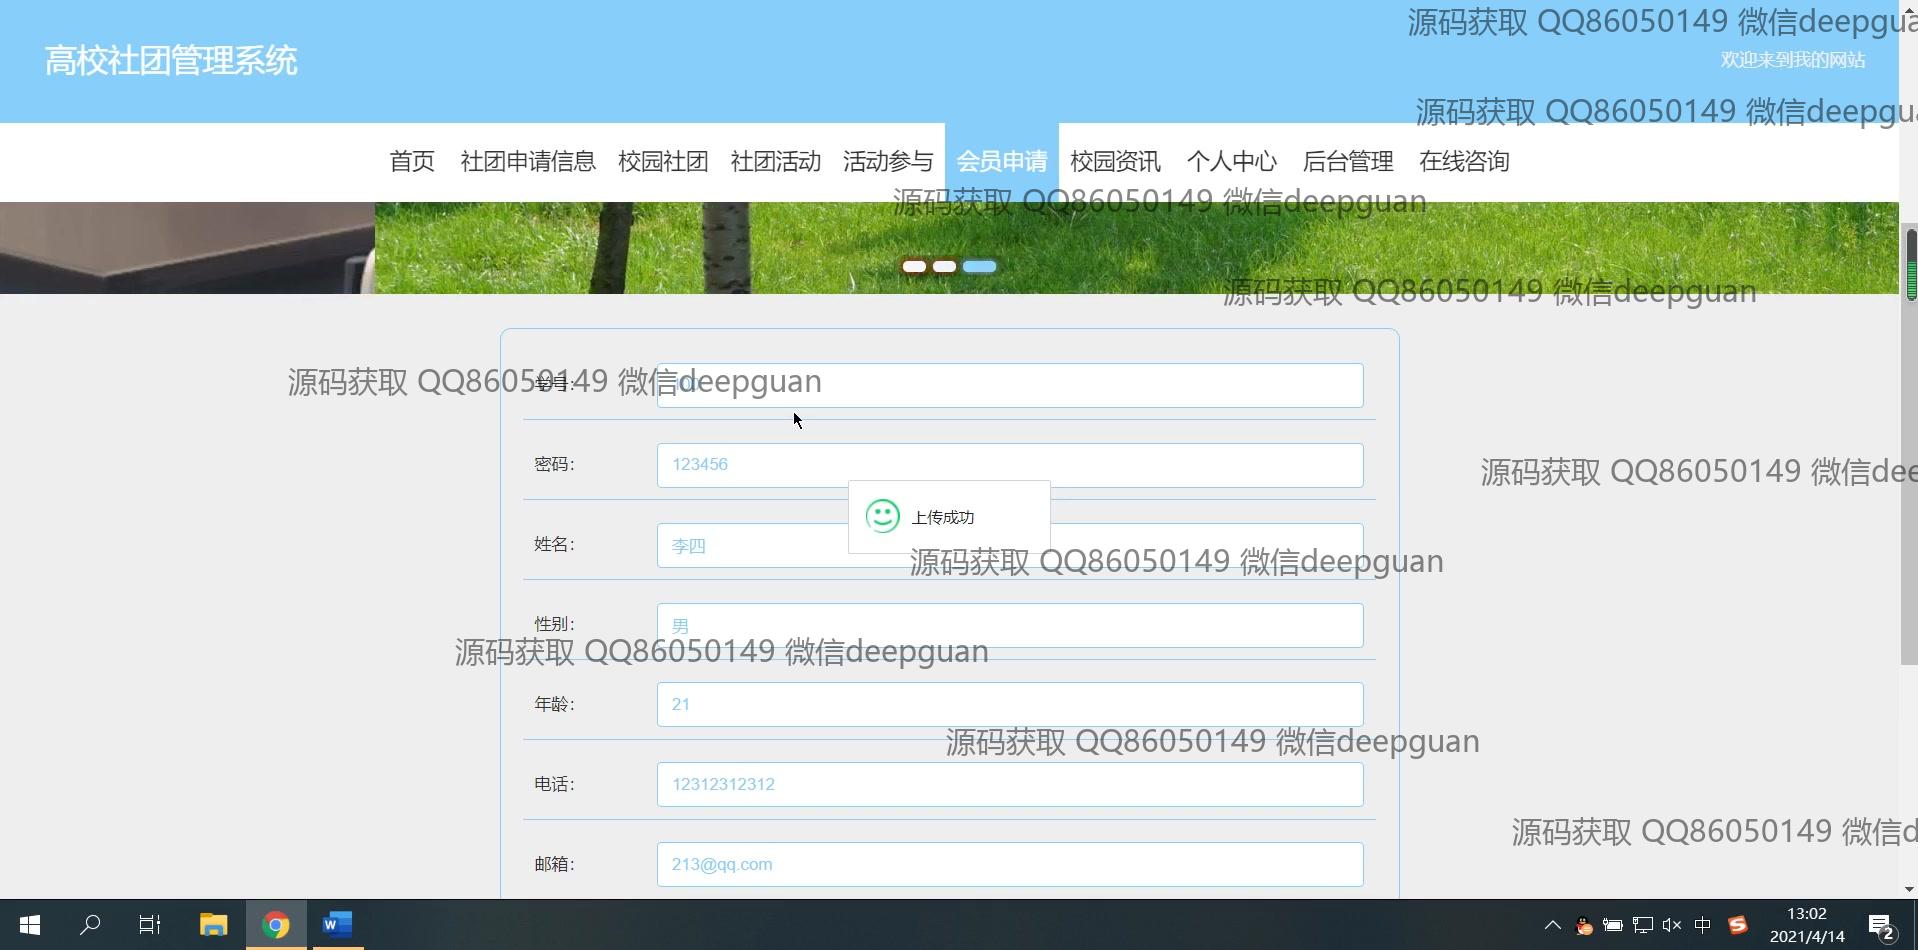 源码获取 QQ86050149 微信deepgua
高校社团管理系统
欢迎来到我的网站
源码获取 QQ86050149 微信deepgu
首页 社团申请信息 校园社团 社团活动 活动参与 会员申请 校园资讯 个人中心 后台管理 在线咨询
源码获取 QQ86050149 微信deepguan
源码获取 QQ86050149 微信deepguan
源码获取 QQ86050149 微信deepguan
学号：
密码： 123456
源码获取 QQ86050149 微信dee
上传成功
姓名： 李四
源码获取 QQ86050149 微信deepguan
性别： 男
源码获取 QQ86050149 微信deepguan
年龄： 21
源码获取 QQ86050149 微信deepguan
电话： 12312312312
源码获取 QQ86050149 微信d
邮箱： 213@qq.com
中
13:02
2021/4/14
2